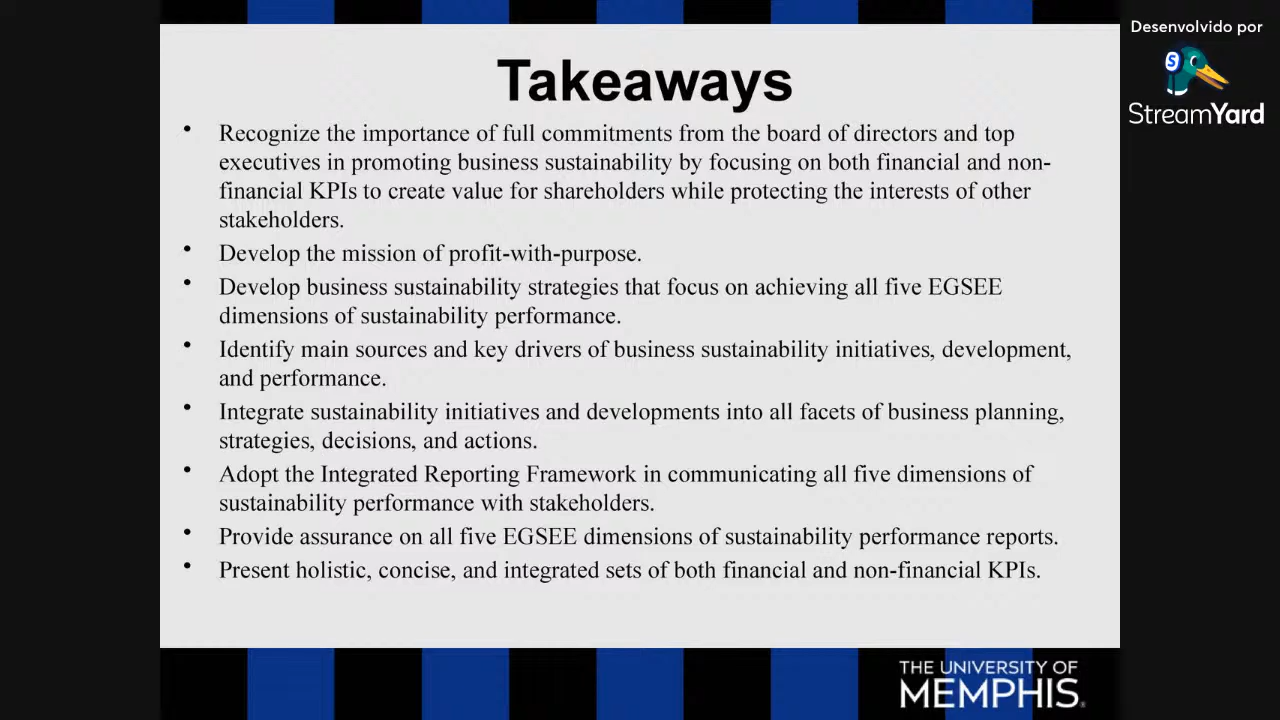 Desenvolvido por
StreamYard
Takeaways
• Recognize the importance of full commitments from the board of directors and top
executives in promoting business sustainability by focusing on both financial and non-
financial KPIs to create value for shareholders while protecting the interests of other
stakeholders.
• Develop the mission of profit-with-purpose.
• Develop business sustainability strategies that focus on achieving all five EGSEE
dimensions of sustainability performance.
• Identify main sources and key drivers of business sustainability initiatives, development,
and performance.
• Integrate sustainability initiatives and developments into all facets of business planning,
strategies, decisions, and actions.
• Adopt the Integrated Reporting Framework in communicating all five dimensions of
sustainability performance with stakeholders.
• Provide assurance on all five EGSEE dimensions of sustainability performance reports.
• Present holistic, concise, and integrated sets of both financial and non-financial KPIs.
THE UNIVERSITY OF
MEMPHIS.